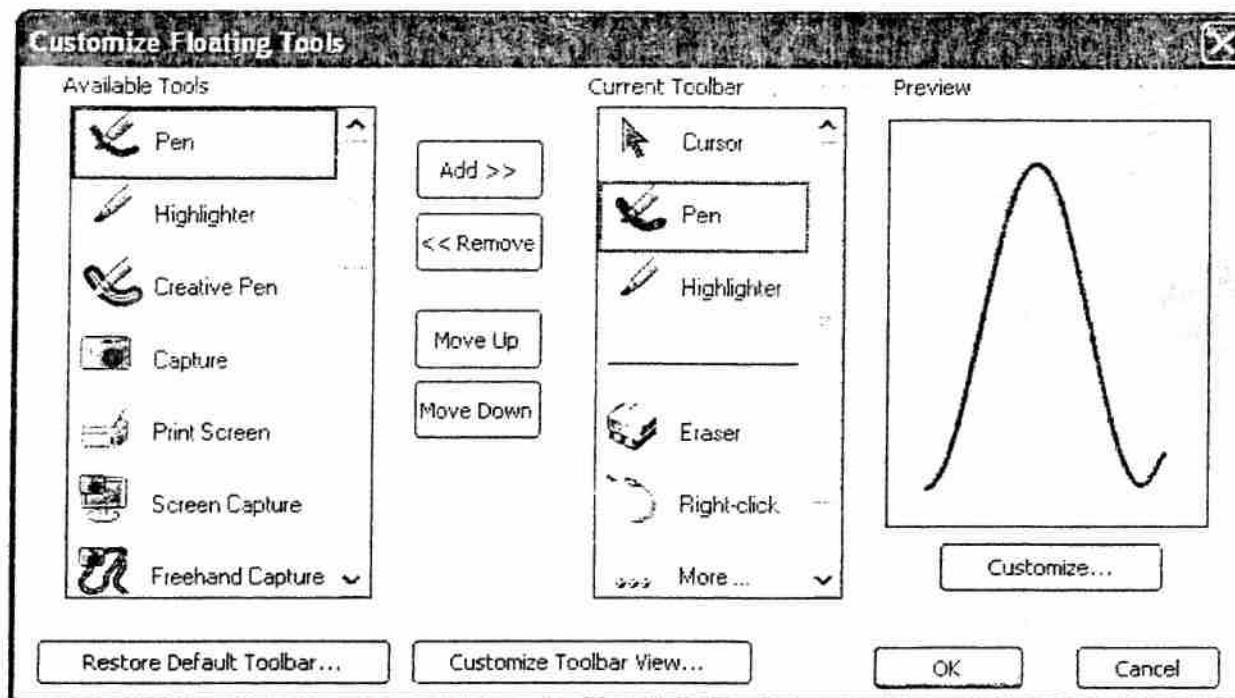 Customize Floating Tools
Available Tools
Pen
Highlighter
Creative Pen
Capture
Print Screen
Screen Capture
Freehand Capture
Add >>
<< Remove
Move Up
Move Down
Current Toolbar
Cursor
Pen
Highlighter
Eraser
Right-click
More ...
Preview
Customize...
Restore Default Toolbar...
Customize Toolbar View...
OK
Cancel